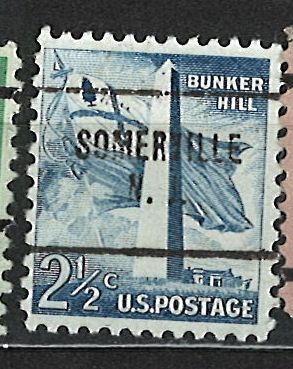 BUNKER
HILL
SOMERVILLE
N.
2½c
U.S. POSTAGE